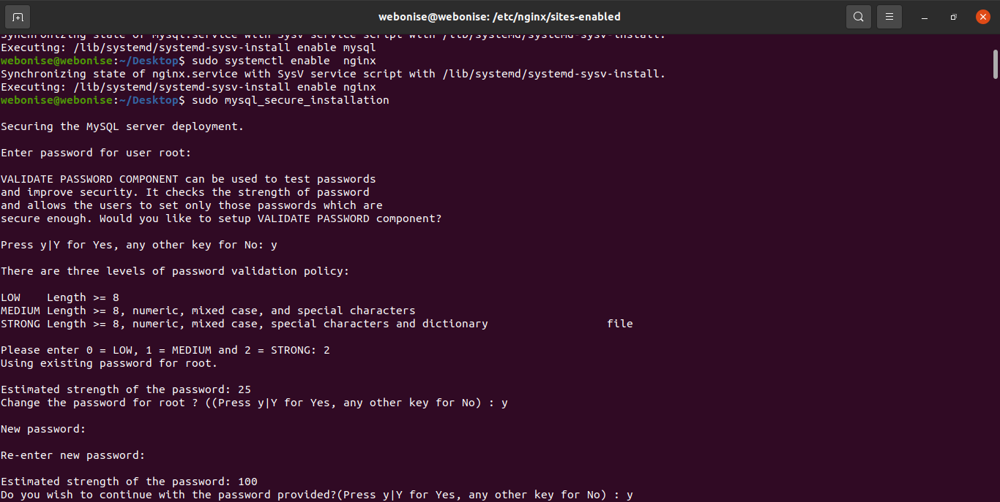 webonise@webonise: /etc/nginx/sites-enabled
Synchronizing state of mysql.service with SysV service script with /lib/systemd/systemd-sysv-install.
Executing: /lib/systemd/systemd-sysv-install enable mysql
webonise@webonise:~/Desktop$ sudo systemctl enable  nginx
Synchronizing state of nginx.service with SysV service script with /lib/systemd/systemd-sysv-install.
Executing: /lib/systemd/systemd-sysv-install enable nginx
webonise@webonise:~/Desktop$ sudo mysql_secure_installation
Securing the MySQL server deployment.
Enter password for user root:
VALIDATE PASSWORD COMPONENT can be used to test passwords
and improve security. It checks the strength of password
and allows the users to set only those passwords which are
secure enough. Would you like to setup VALIDATE PASSWORD component?
Press y|Y for Yes, any other key for No: y
There are three levels of password validation policy:
LOW    Length >= 8
MEDIUM Length >= 8, numeric, mixed case, and special characters
STRONG Length >= 8, numeric, mixed case, special characters and dictionary                  file
Please enter 0 = LOW, 1 = MEDIUM and 2 = STRONG: 2
Using existing password for root.
Estimated strength of the password: 25
Change the password for root ? ((Press y|Y for Yes, any other key for No) : y
New password:
Re-enter new password:
Estimated strength of the password: 100
Do you wish to continue with the password provided?(Press y|Y for Yes, any other key for No) : y